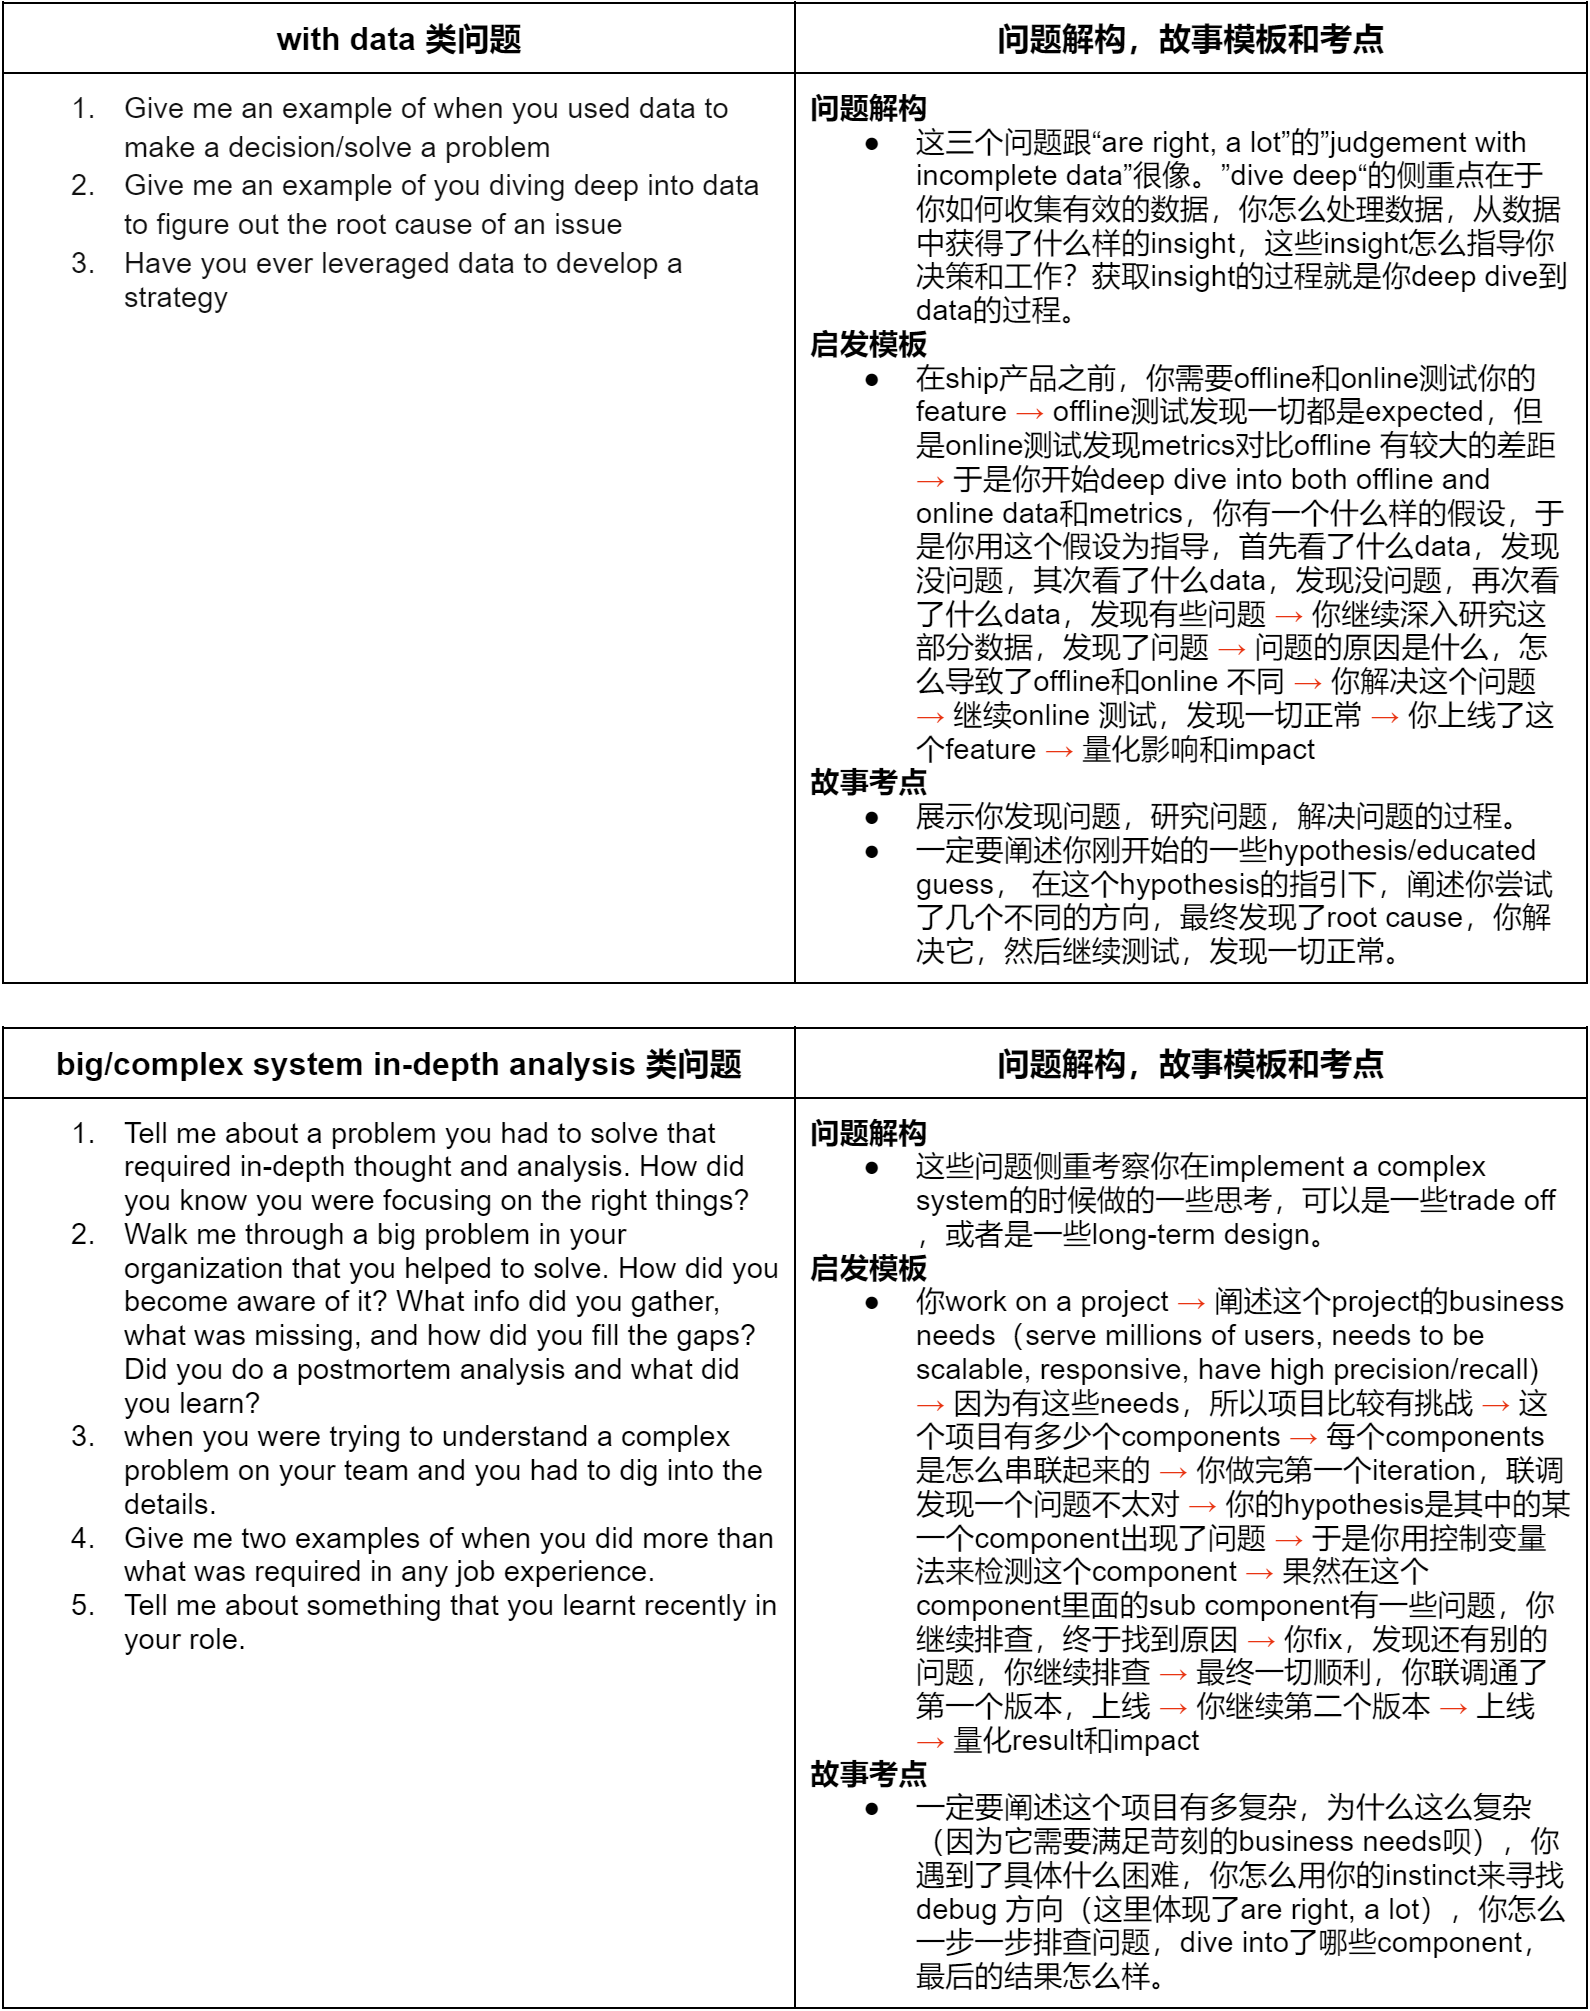 with data 类问题
问题解构，故事模板和考点
1. Give me an example of when you used data to
make a decision/solve a problem
2. Give me an example of you diving deep into data
to figure out the root cause of an issue
3. Have you ever leveraged data to develop a
strategy
问题解构
● 这三个问题跟“are right, a lot”的”judgement with
incomplete data”很像。”dive deep“的侧重点在于
你如何收集有效的数据，你怎么处理数据，从数据
中获得了什么样的insight，这些insight怎么指导你
决策和工作？获取insight的过程就是你deep dive到
data的过程。
启发模板
● 在ship产品之前，你需要offline和online测试你的
feature → offline测试发现一切都是expected，但
是online测试发现metrics对比offline 有较大的差距
→ 于是你开始deep dive into both offline and
online data和metrics，你有一个什么样的假设，于
是你用这个假设为指导，首先看了什么data，发现
没问题，其次看了什么data，发现没问题，再次看
了什么data，发现有些问题 → 你继续深入研究这
部分数据，发现了问题 → 问题的原因是什么，怎
么导致了offline和online 不同 → 你解决这个问题
→ 继续online 测试，发现一切正常 → 你上线了这
个feature → 量化影响和impact
故事考点
● 展示你发现问题，研究问题，解决问题的过程。
● 一定要阐述你刚开始的一些hypothesis/educated
guess， 在这个hypothesis的指引下，阐述你尝试
了几个不同的方向，最终发现了root cause，你解
决它，然后继续测试，发现一切正常。
big/complex system in-depth analysis 类问题
问题解构，故事模板和考点
1. Tell me about a problem you had to solve that
required in-depth thought and analysis. How did
you know you were focusing on the right things?
2. Walk me through a big problem in your
organization that you helped to solve. How did you
become aware of it? What info did you gather,
what was missing, and how did you fill the gaps?
Did you do a postmortem analysis and what did
you learn?
3. when you were trying to understand a complex
problem on your team and you had to dig into the
details.
4. Give me two examples of when you did more than
what was required in any job experience.
5. Tell me about something that you learnt recently in
your role.
问题解构
● 这些问题侧重考察你在implement a complex
system的时候做的一些思考，可以是一些trade off
，或者是一些long-term design。
启发模板
● 你work on a project → 阐述这个project的business
needs（serve millions of users, needs to be
scalable, responsive, have high precision/recall)
→ 因为有这些needs，所以项目比较有挑战 → 这
个项目有多少个components → 每个components
是怎么串联起来的 → 你做完第一个iteration，联调
发现一个问题不太对 → 你的hypothesis是其中的某
一个component出现了问题 → 于是你用控制变量
法来检测这个component → 果然在这个
component里面的sub component有一些问题，你
继续排查，终于找到原因 → 你fix，发现还有别的
问题，你继续排查 → 最终一切顺利，你联调通了
第一个版本，上线 → 你继续第二个版本 → 上线
→ 量化result和impact
故事考点
● 一定要阐述这个项目有多复杂，为什么这么复杂
（因为它需要满足苛刻的business needs呗），你
遇到了具体什么困难，你怎么用你的instinct来寻找
debug 方向（这里体现了are right, a lot），你怎么
一步一步排查问题，dive into了哪些component，
最后的结果怎么样。